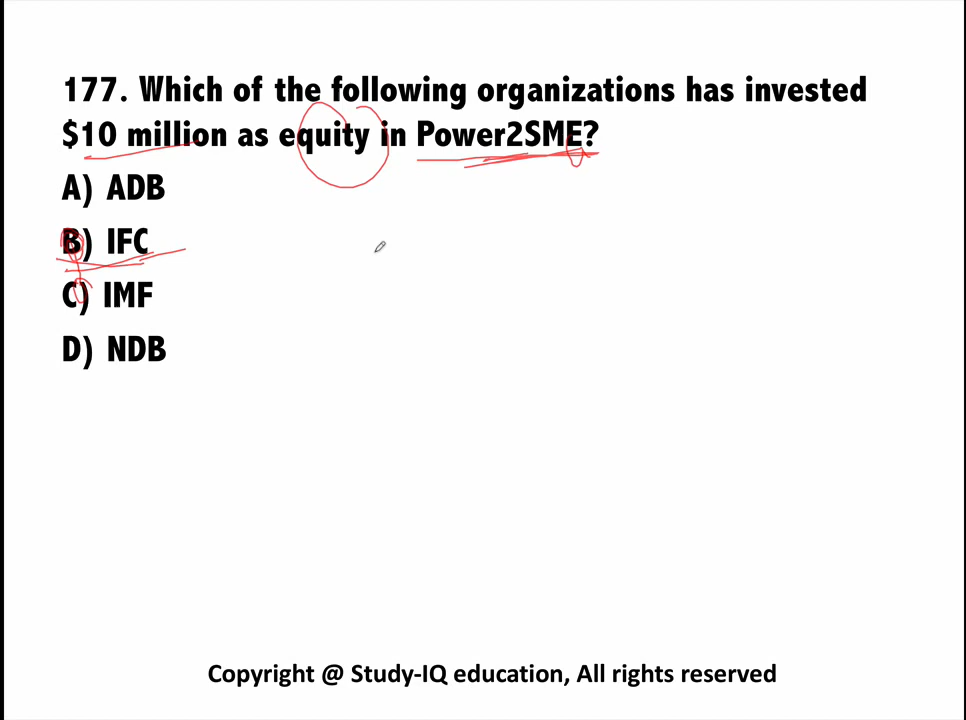 177. Which of the following organizations has invested
$10 million as equity in Power2SME?
A) ADB
B) IFC
C) IMF
D) NDB
Copyright @ Study-IQ education, All rights reserved